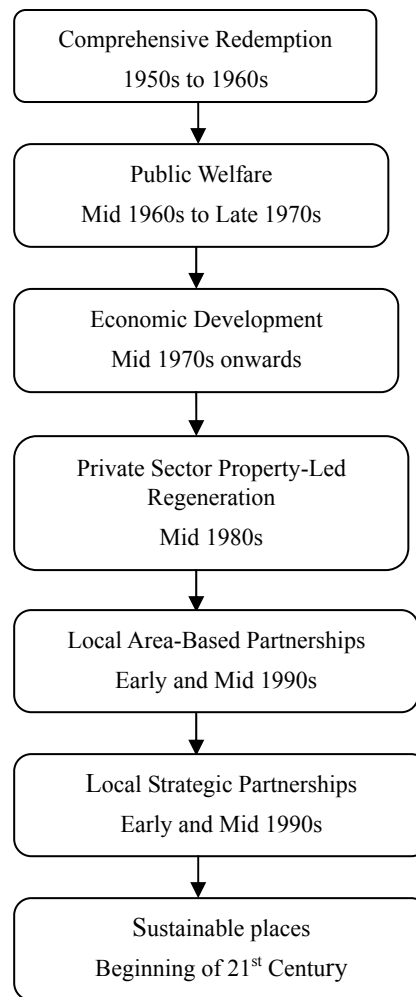 Comprehensive Redemption
1950s to 1960s
Public Welfare
Mid 1960s to Late 1970s
Economic Development
Mid 1970s onwards
Private Sector Property-Led
Regeneration
Mid 1980s
Local Area-Based Partnerships
Early and Mid 1990s
Local Strategic Partnerships
Early and Mid 1990s
Sustainable places
Beginning of 21st Century